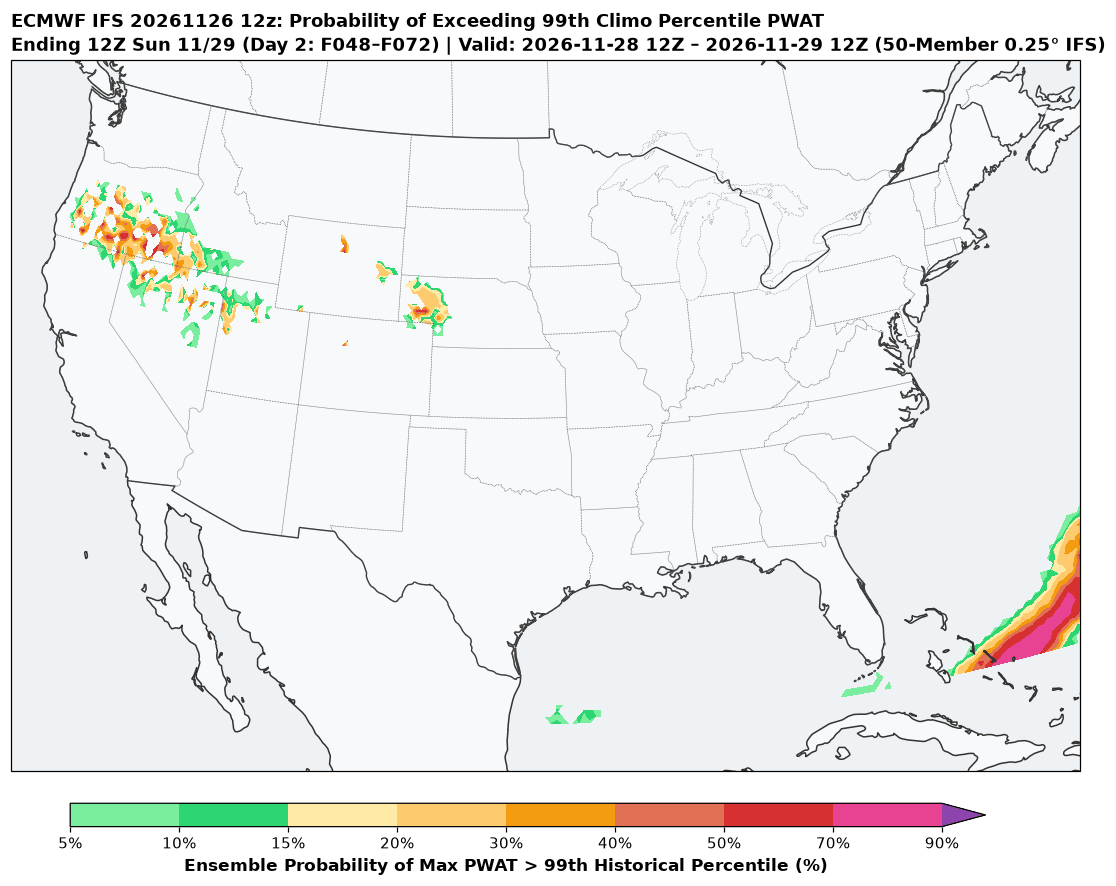 ECMWF IFS 20261126 12z: Probability of Exceeding 99th Climo Percentile PWAT
Ending 12Z Sun 11/29 (Day 2: F048–F072) | Valid: 2026-11-28 12Z – 2026-11-29 12Z (50-Member 0.25° IFS)
5% 10% 15% 20% 30% 40% 50% 70% 90%
Ensemble Probability of Max PWAT > 99th Historical Percentile (%)